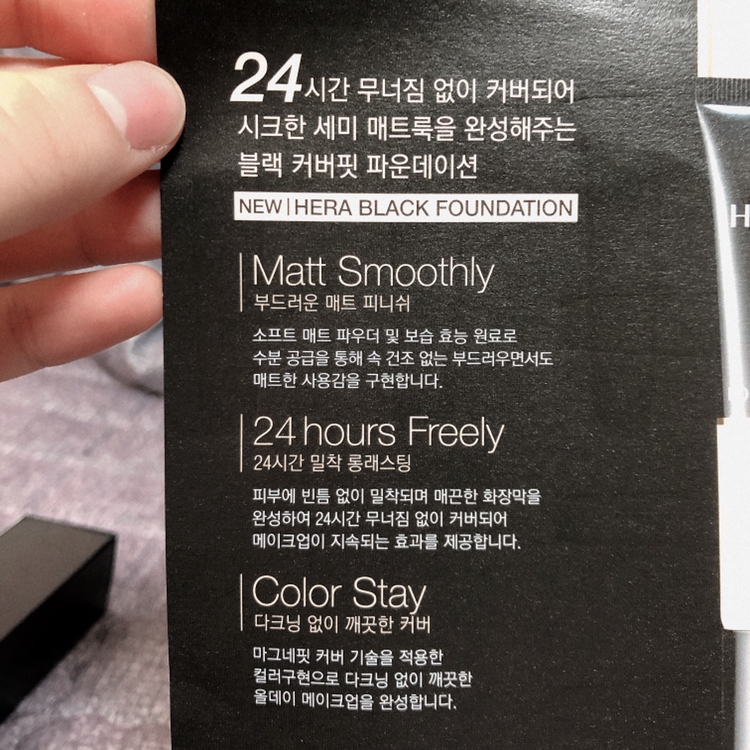 24시간 무너짐 없이 커버되어
시크한 세미 매트룩을 완성해주는
블랙 커버핏 파운데이션
NEW|HERA BLACK FOUNDATION
Matt Smoothly
부드러운 매트 피니쉬
소프트 매트 파우더 및 보습 효능 원료로
수분 공급을 통해 속 건조 없는 부드러우면서도
매트한 사용감을 구현합니다.
24 hours Freely
24시간 밀착 롱래스팅
피부에 빈틈 없이 밀착되며 매끈한 화장막을
완성하여 24시간 무너짐 없이 커버되어
메이크업이 지속되는 효과를 제공합니다.
Color Stay
다크닝 없이 깨끗한 커버
마그네핏 커버 기술을 적용한
컬러구현으로 다크닝 없이 깨끗한
올데이 메이크업을 완성합니다.